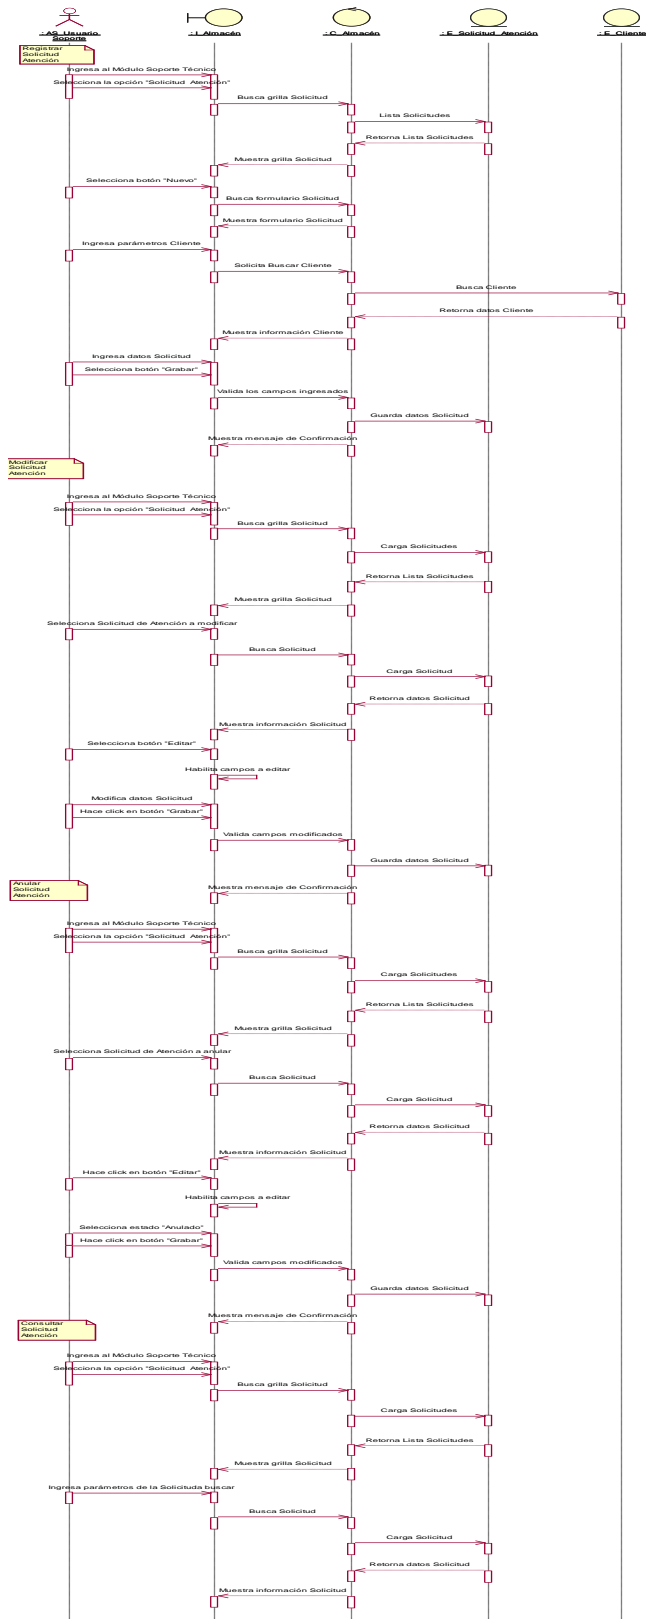 : AS_Usuario
Soporte
: I_Almacén
: C_Almacén
: E_Solicitud_Atención
: E_Cliente
Registrar
Solicitud
Atención
Ingresa al Módulo Soporte Técnico
Selecciona la opción "Solicitud Atención"
Busca grilla Solicitud
Lista Solicitudes
Retorna Lista Solicitudes
Muestra grilla Solicitud
Selecciona botón "Nuevo"
Busca formulario Solicitud
Muestra formulario Solicitud
Ingresa parámetros Cliente
Solicita Buscar Cliente
Busca Cliente
Retorna datos Cliente
Muestra información Cliente
Ingresa datos Solicitud
Selecciona botón "Grabar"
Valida los campos ingresados
Guarda datos Solicitud
Muestra mensaje de Confirmación
Modificar
Solicitud
Atención
Ingresa al Módulo Soporte Técnico
Selecciona la opción "Solicitud Atención"
Busca grilla Solicitud
Carga Solicitudes
Retorna Lista Solicitudes
Muestra grilla Solicitud
Selecciona Solicitud de Atención a modificar
Busca Solicitud
Carga Solicitud
Retorna datos Solicitud
Muestra información Solicitud
Selecciona botón "Editar"
Habilita campos a editar
Modifica datos Solicitud
Hace click en botón "Grabar"
Valida campos modificados
Guarda datos Solicitud
Muestra mensaje de Confirmación
Anular
Solicitud
Atención
Ingresa al Módulo Soporte Técnico
Selecciona la opción "Solicitud Atención"
Busca grilla Solicitud
Carga Solicitudes
Retorna Lista Solicitudes
Muestra grilla Solicitud
Selecciona Solicitud de Atención a anular
Busca Solicitud
Carga Solicitud
Retorna datos Solicitud
Muestra información Solicitud
Hace click en botón "Editar"
Habilita campos a editar
Selecciona estado "Anulado"
Hace click en botón "Grabar"
Valida campos modificados
Guarda datos Solicitud
Muestra mensaje de Confirmación
Consultar
Solicitud
Atención
Ingresa al Módulo Soporte Técnico
Selecciona la opción "Solicitud Atención"
Busca grilla Solicitud
Carga Solicitudes
Retorna Lista Solicitudes
Muestra grilla Solicitud
Ingresa parámetros de la Solicituda buscar
Busca Solicitud
Carga Solicitud
Retorna datos Solicitud
Muestra información Solicitud